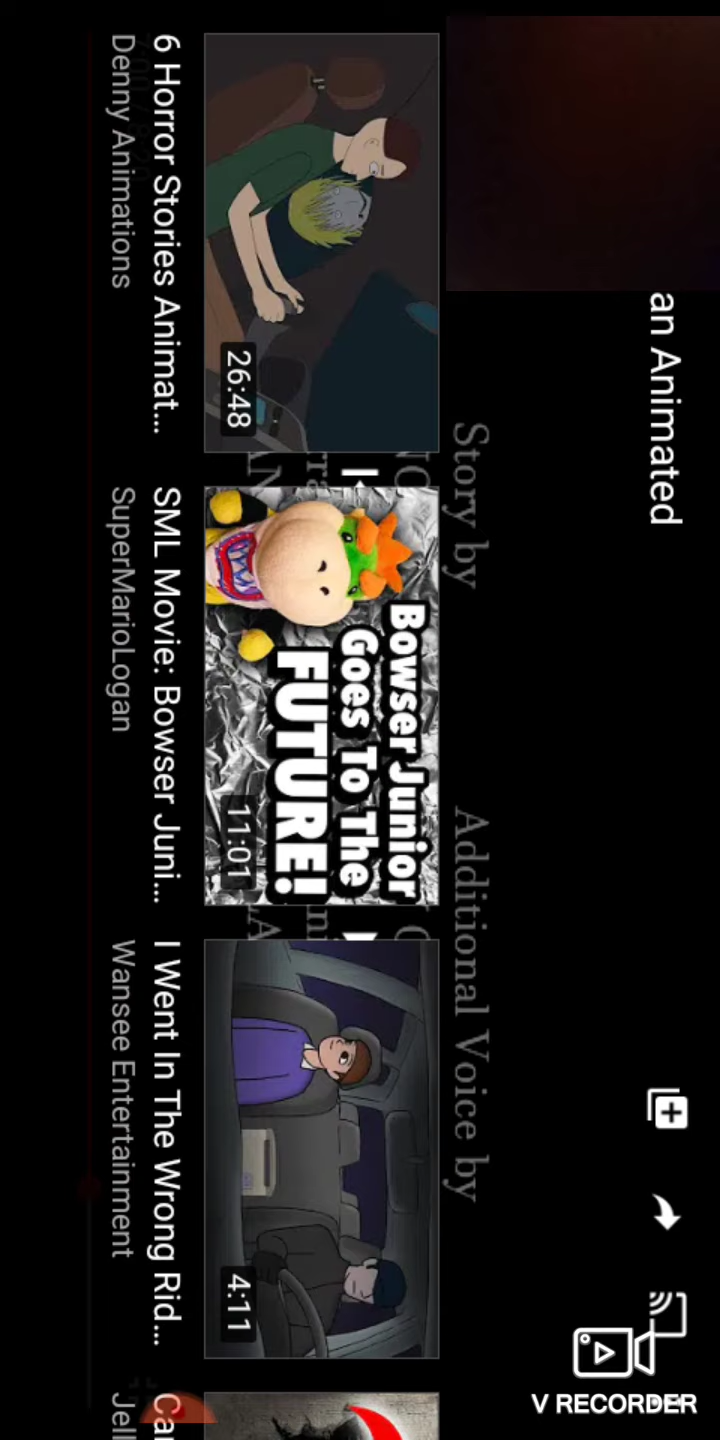 an Animated
Story by
Additional Voice by
Bowser Junior
Goes To The
FUTURE!
26:48
11:01
4:11
6 Horror Stories Animat...
Denny Animations
SML Movie: Bowser Juni...
SuperMarioLogan
I Went In The Wrong Rid...
Wansee Entertainment
Jell
V RECORDER